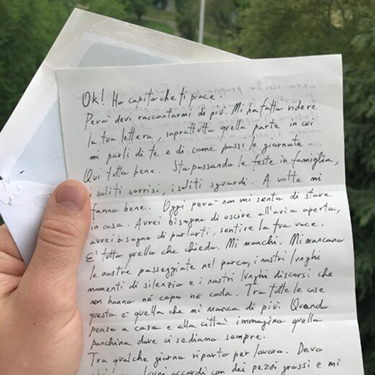 Ok! Ho capito che ti piace.
Però devi raccontarmi di più. Mi ha fatto ridere
la tua lettera, soprattutto quella parte in cui
mi parli di te e di come passi le giornate
Qui tutto bene. Sto passando le feste in famiglia,
i soliti sorrisi, i soliti sguardi. A volte mi
fanno bene. Oggi però non mi sento di stare
in casa. Avrei bisogno di uscire all'aria aperta,
avrei bisogno di parlarti, sentire la tua voce.
E' tutto quello che chiedo. Mi manchi. Mi mancano
le nostre passeggiate nel parco, i nostri lunghi
momenti di silenzio e i nostri lunghi discorsi che
non hanno né capo né coda. Tra tutte le cose
questa è quella che mi manca di più. Quando
penso a casa e alla città immagino quella
panchina dove ci sediamo sempre.
Tra qualche giorno riparto per lavoro. Devo
accordi con dei pezzi grossi e mi